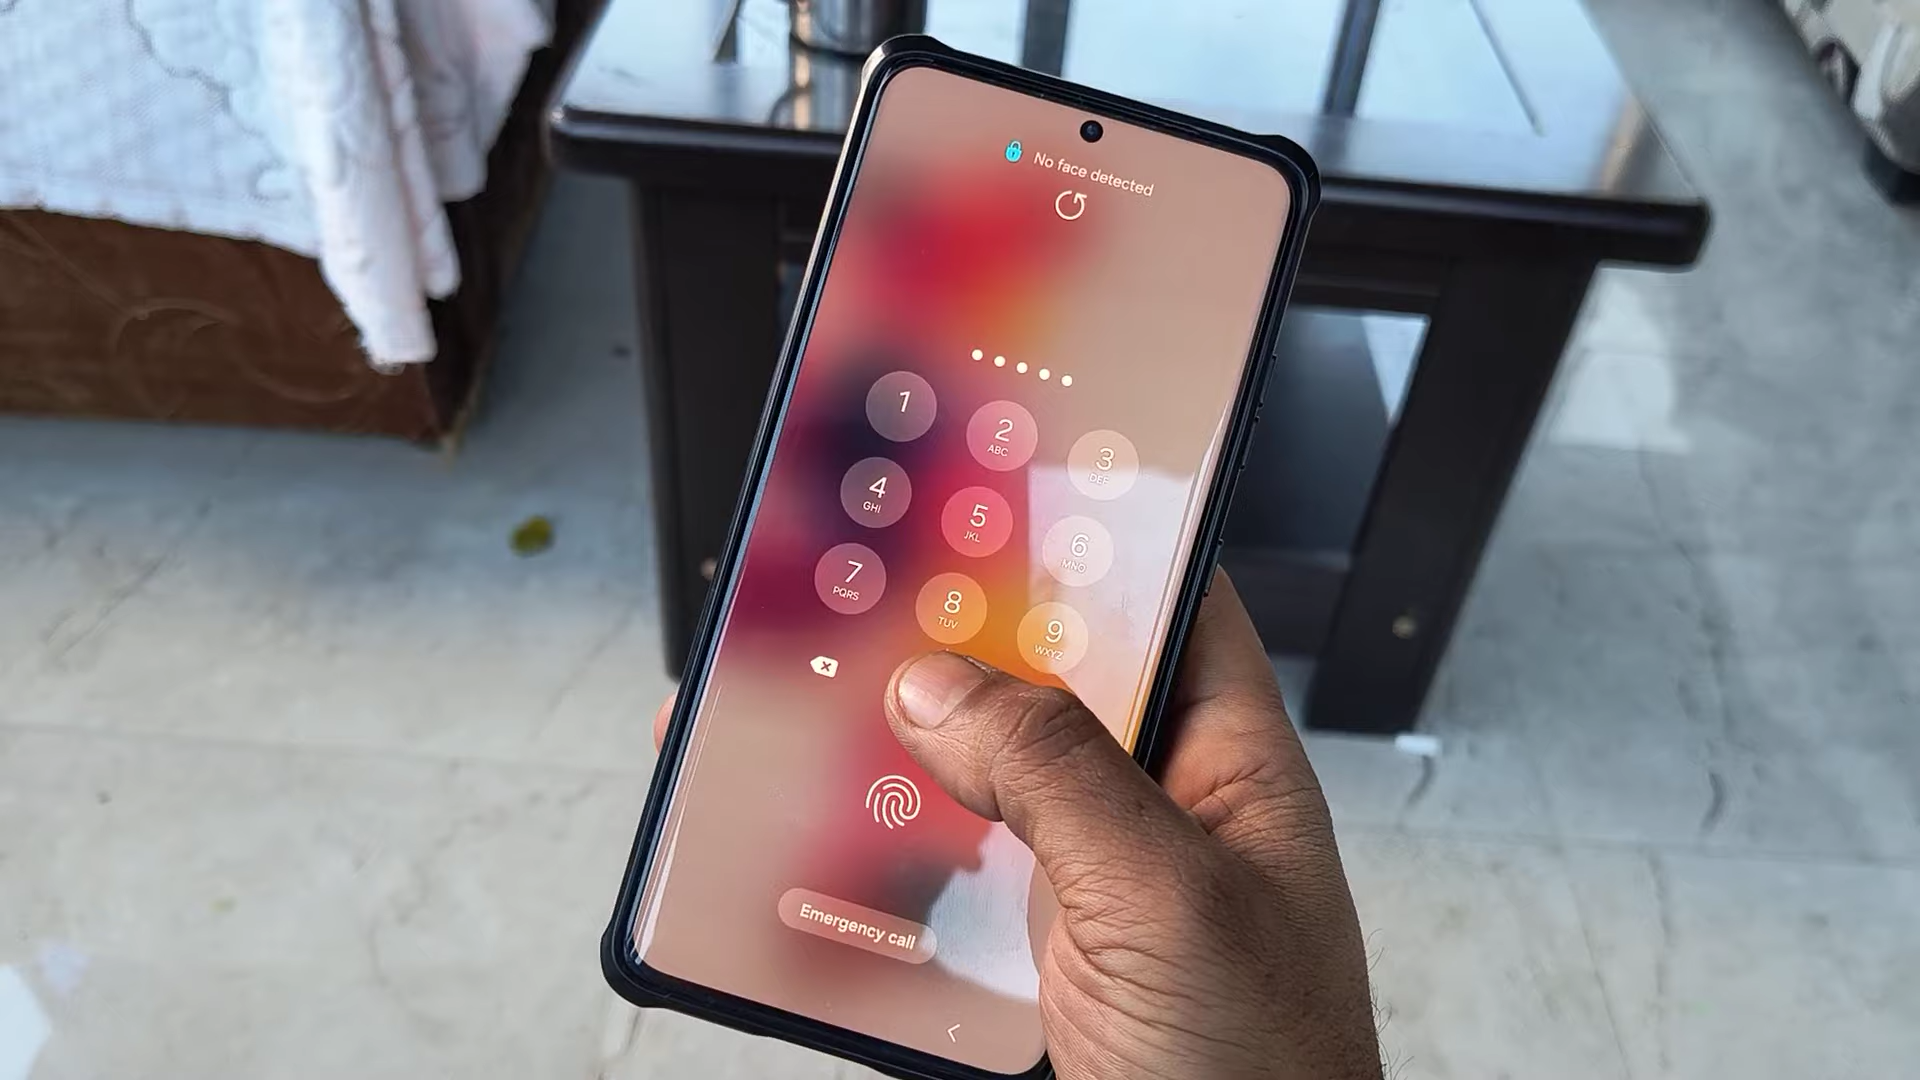 No face detected
1
2
ABC
3
DEF
4
GHI
5
JKL
6
MNO
7
PQRS
8
TUV
9
WXYZ
Emergency call